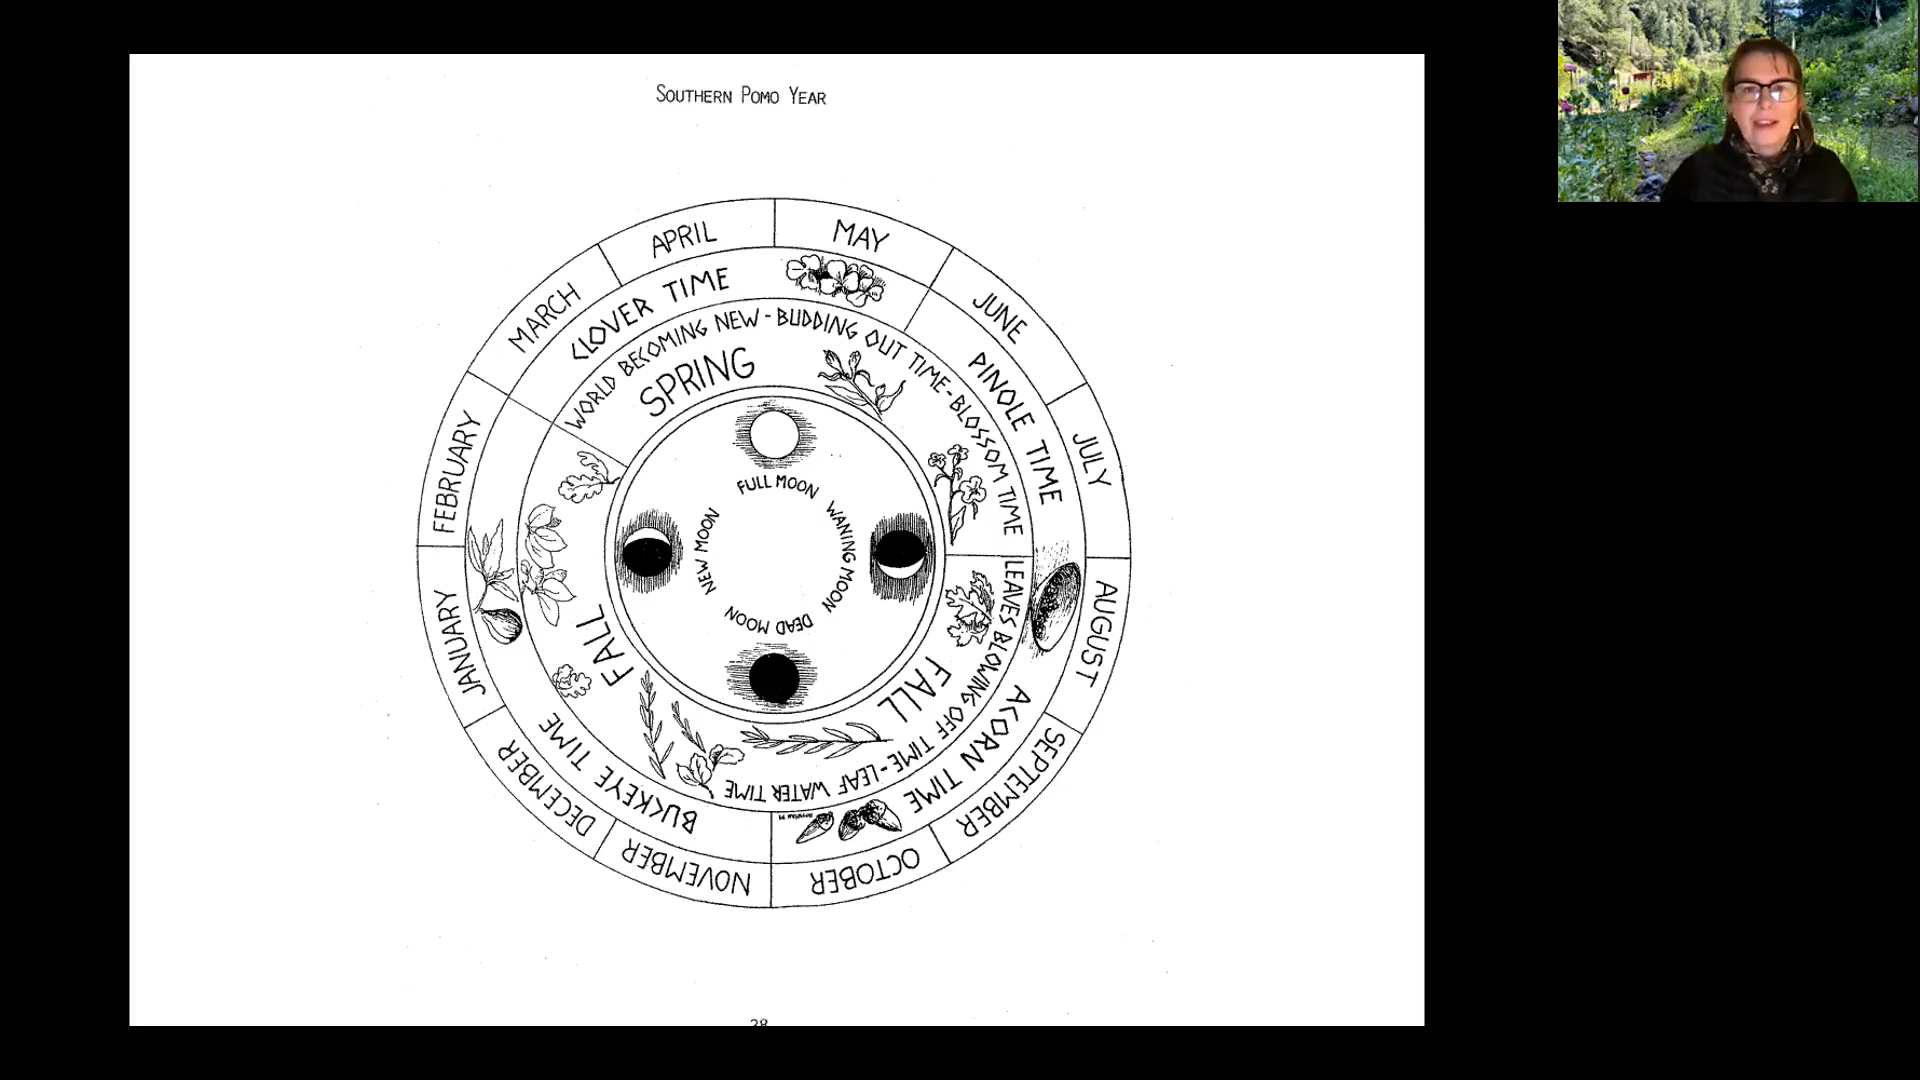 SOUTHERN POMO YEAR
APRIL
MAY
JUNE
JULY
AUGUST
SEPTEMBER
OCTOBER
NOVEMBER
DECEMBER
JANUARY
FEBRUARY
MARCH
CLOVER TIME
PINOLE TIME
ACORN TIME
BUCKEYE TIME
WORLD BECOMING NEW - BUDDING OUT TIME - BLOSSOM TIME
LEAVES BLOWING OFF TIME - LEAF WATER TIME
SPRING
FALL
FALL
FULL MOON
WANING MOON
DEAD MOON
NEW MOON
28